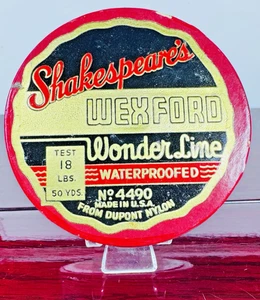 Shakespeare's
WEXFORD
Wonder Line
WATERPROOFED
TEST
18
LBS.
50 YDS.
No 4490
MADE IN U.S.A.
FROM DUPONT NYLON